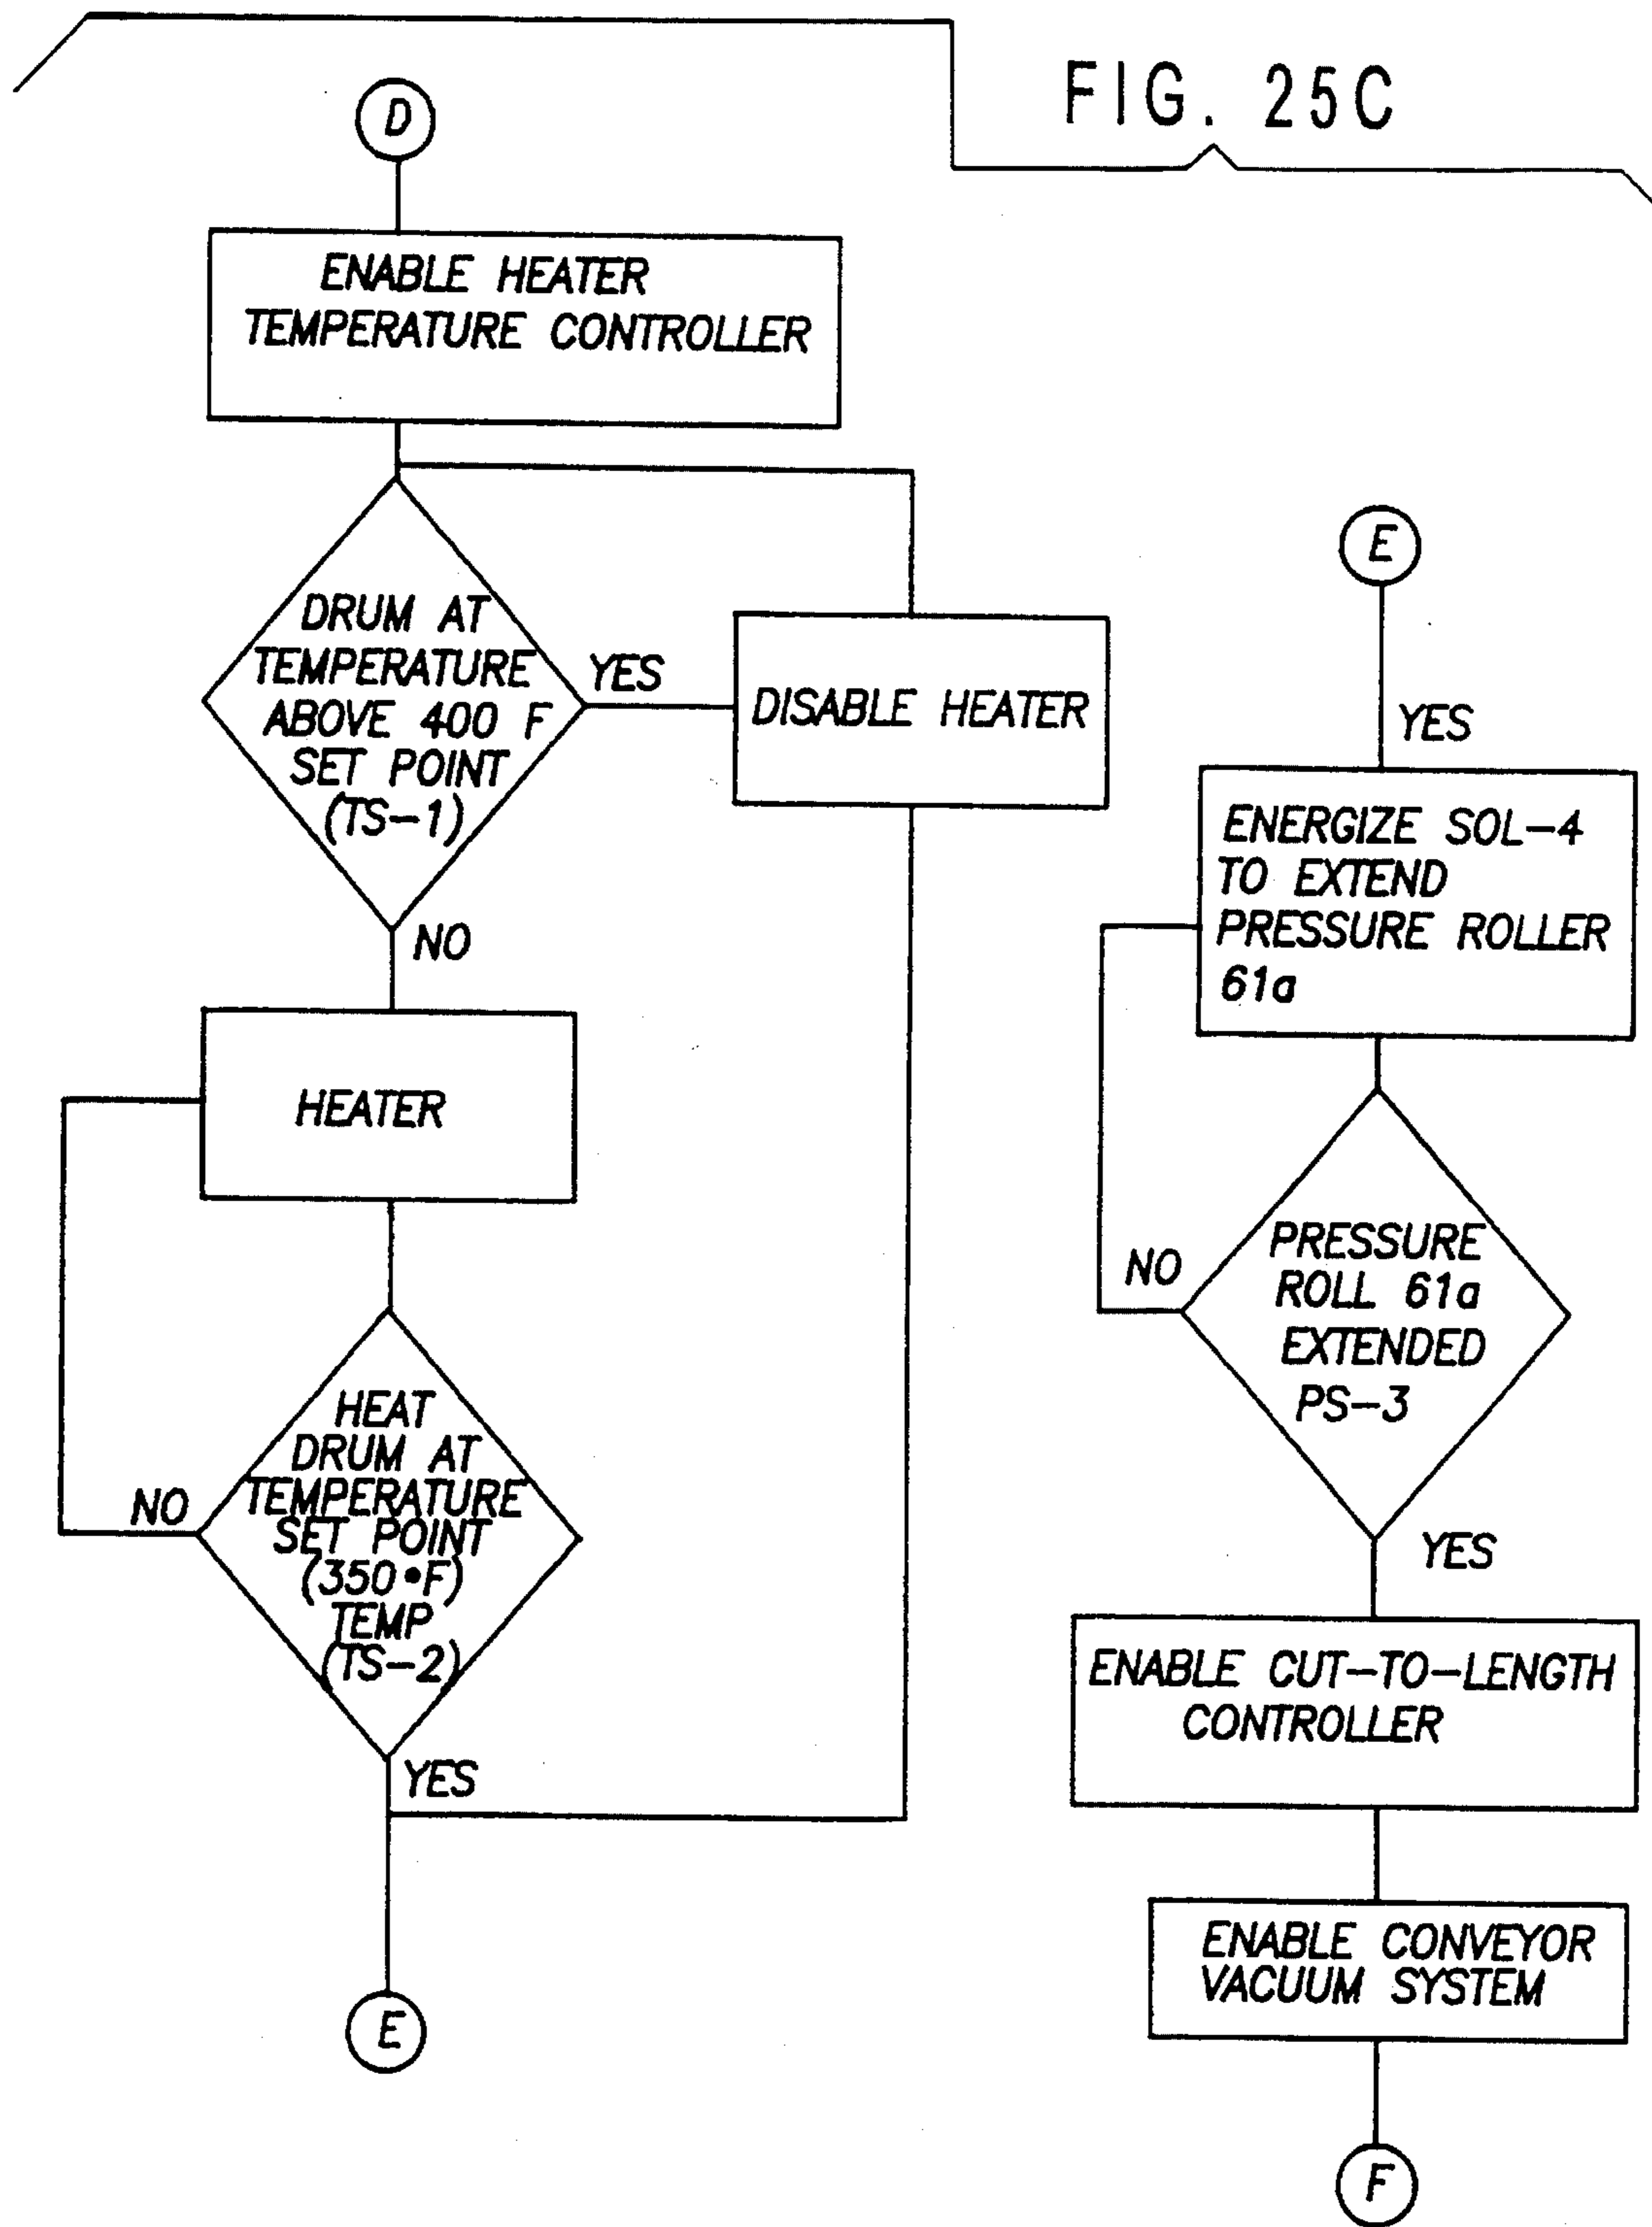 FIG. 25C
D
ENABLE HEATER
TEMPERATURE CONTROLLER
DRUM AT
TEMPERATURE
ABOVE 400 F
SET POINT
(TS-1)
YES
DISABLE HEATER
NO
HEATER
HEAT
DRUM AT
TEMPERATURE
SET POINT
(350•F)
TEMP
(TS-2)
NO
YES
E
E
YES
ENERGIZE SOL-4
TO EXTEND
PRESSURE ROLLER
61a
PRESSURE
ROLL 61a
EXTENDED
PS-3
NO
YES
ENABLE CUT-TO-LENGTH
CONTROLLER
ENABLE CONVEYOR
VACUUM SYSTEM
F